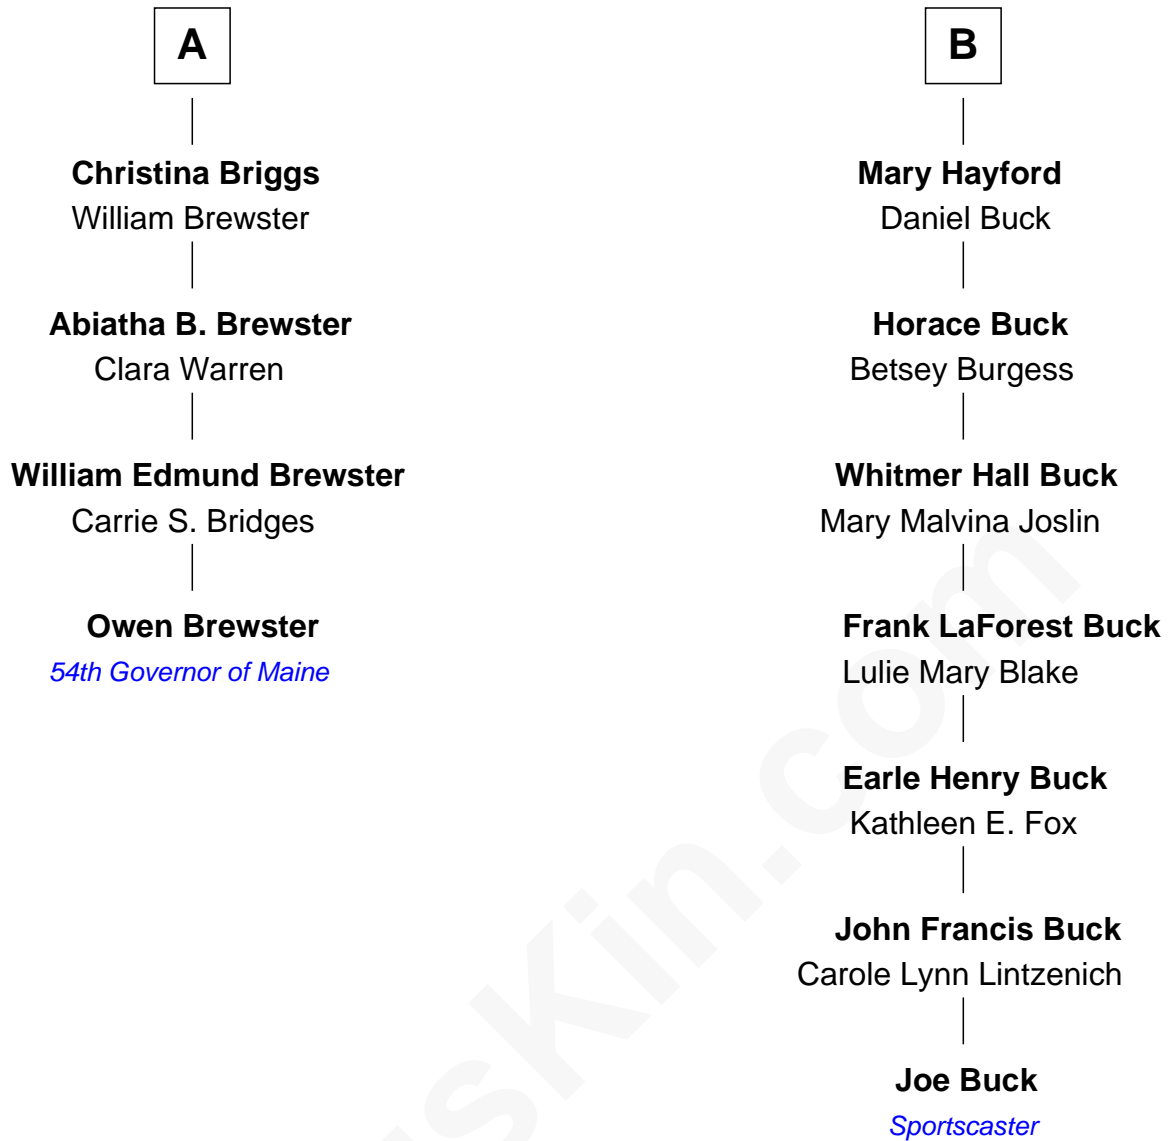 A
Christina Briggs
William Brewster
Abiatha B. Brewster
Clara Warren
William Edmund Brewster
Carrie S. Bridges
Owen Brewster
54th Governor of Maine
B
Mary Hayford
Daniel Buck
Horace Buck
Betsey Burgess
Whitmer Hall Buck
Mary Malvina Joslin
Frank LaForest Buck
Lulie Mary Blake
Earle Henry Buck
Kathleen E. Fox
John Francis Buck
Carole Lynn Lintzenich
Joe Buck
Sportscaster